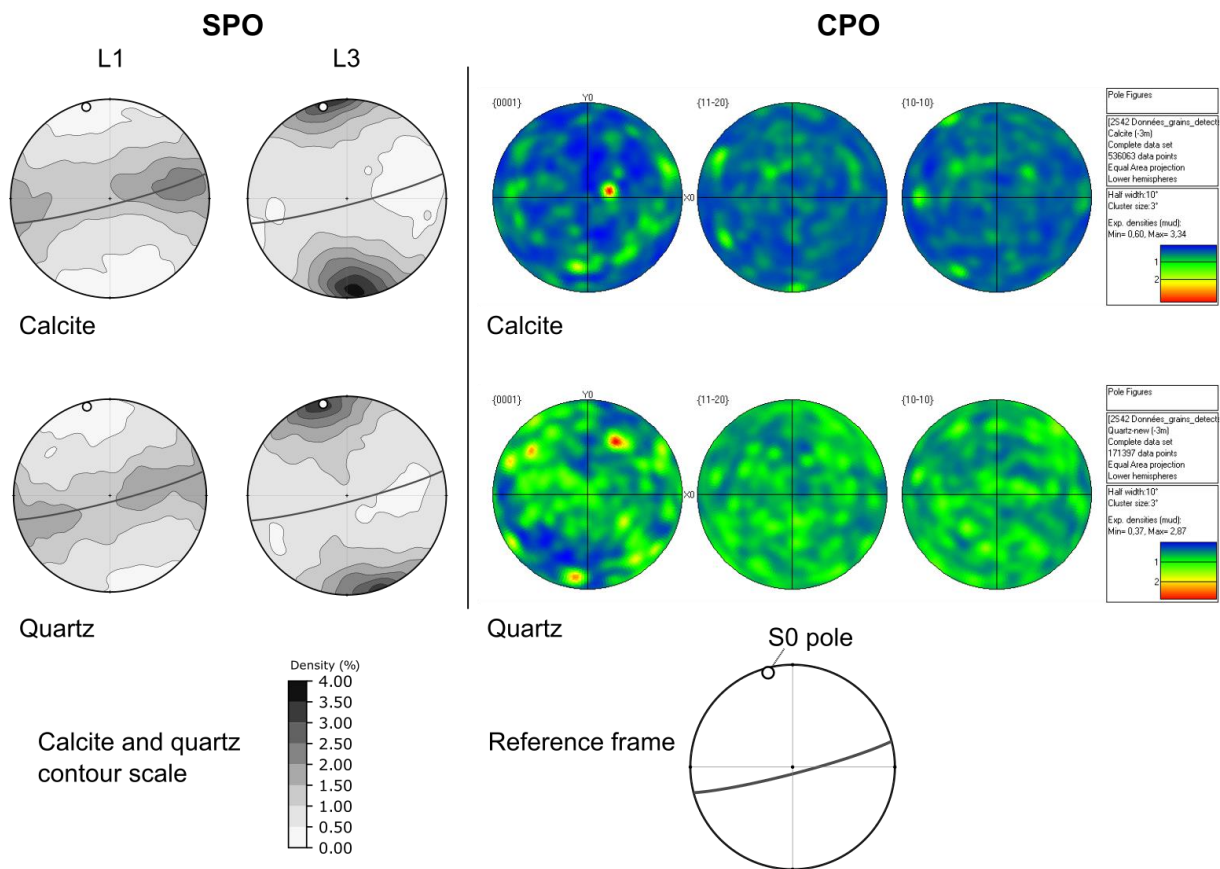 SPO
CPO
L1
L3
{0001}
Y0
{11-20}
{10-10}
X0
Pole Figures
[2S42 Données_grains_detect
Calcite (-3m)
Complete data set
536063 data points
Equal Area projection
Lower hemispheres
Half width:10°
Cluster size:3°
Exp. densities (mud):
Min= 0,60, Max= 3,34
1
2
Calcite
Calcite
{0001}
Y0
{11-20}
{10-10}
X0
Pole Figures
[2S42 Données_grains_detect
Quartz-new (-3m)
Complete data set
171397 data points
Equal Area projection
Lower hemispheres
Half width:10°
Cluster size:3°
Exp. densities (mud):
Min= 0,37, Max= 2,87
1
2
Quartz
Quartz
S0 pole
Density (%)
4.00
3.50
3.00
2.50
2.00
1.50
1.00
0.50
0.00
Calcite and quartz
contour scale
Reference frame